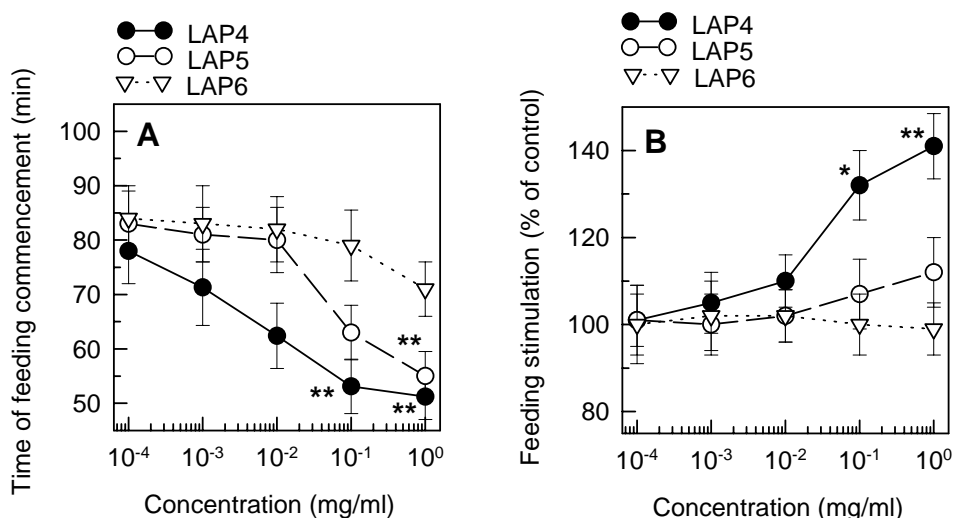 LAP4
LAP5
LAP6
A
Time of feeding commencement (min)
100
90
80
70
60
50
**
**
**
10⁻⁴ 10⁻³ 10⁻² 10⁻¹ 10⁰
Concentration (mg/ml)
LAP4
LAP5
LAP6
B
Feeding stimulation (% of control)
140
120
100
80
*
**
10⁻⁴ 10⁻³ 10⁻² 10⁻¹ 10⁰
Concentration (mg/ml)